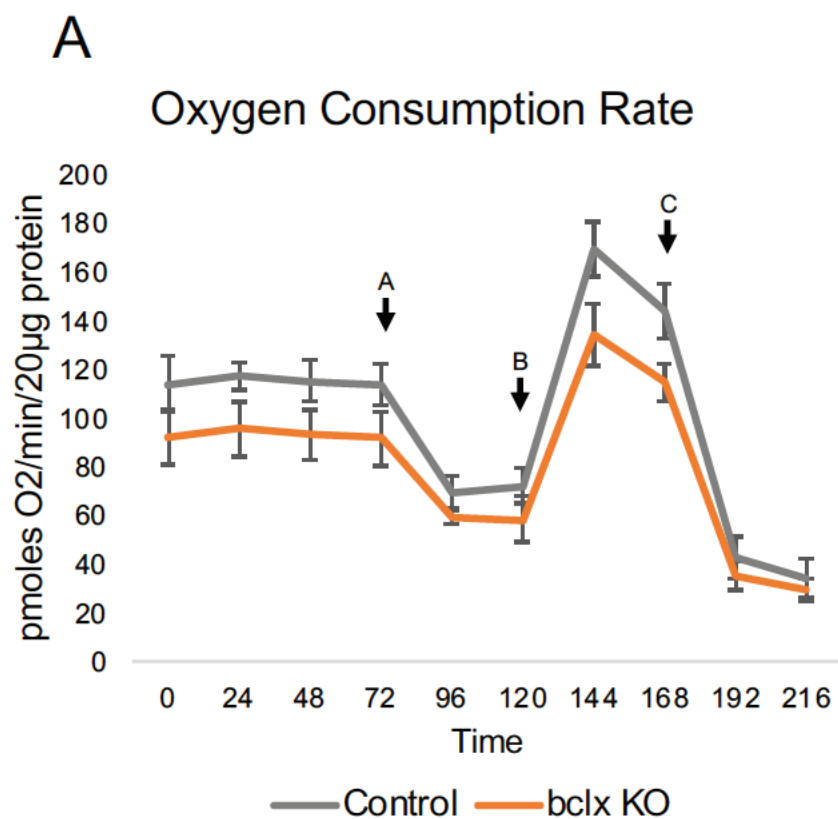 A
Oxygen Consumption Rate
pmoles O2/min/20µg protein
200
180
160
140
120
100
80
60
40
20
0
A
B
C
0 24 48 72 96 120 144 168 192 216
Time
Control bclx KO